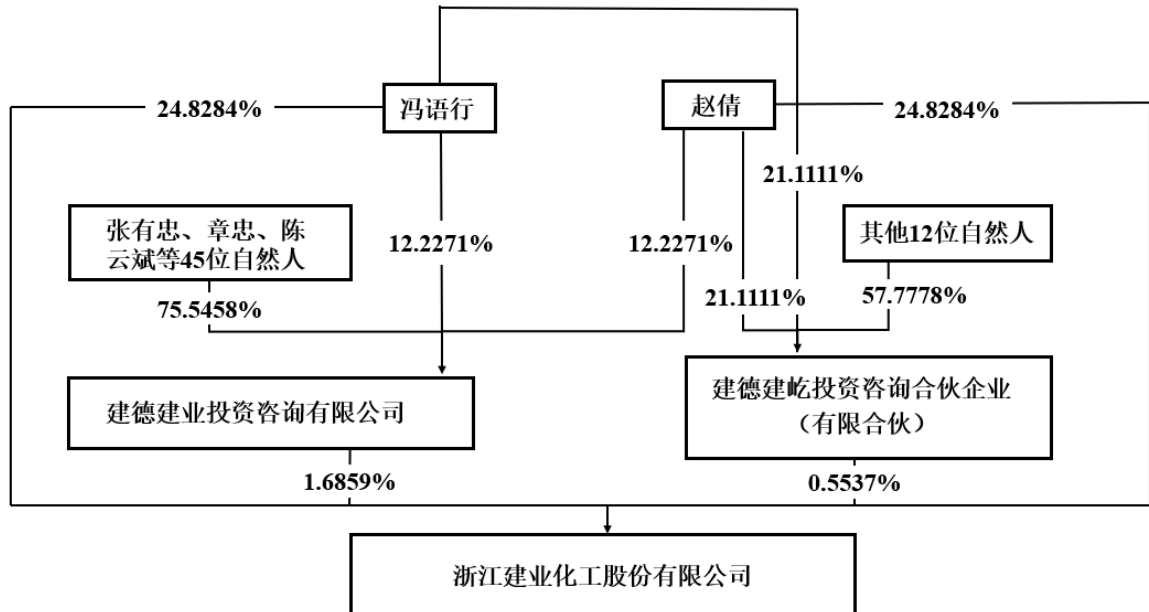 24.8284%
冯语行
赵倩
24.8284%
21.1111%
张有忠、章忠、陈
云斌等45位自然人
12.2271%
12.2271%
其他12位自然人
75.5458%
21.1111%
57.7778%
建德建业投资咨询有限公司
建德建屹投资咨询合伙企业
（有限合伙）
1.6859%
0.5537%
浙江建业化工股份有限公司